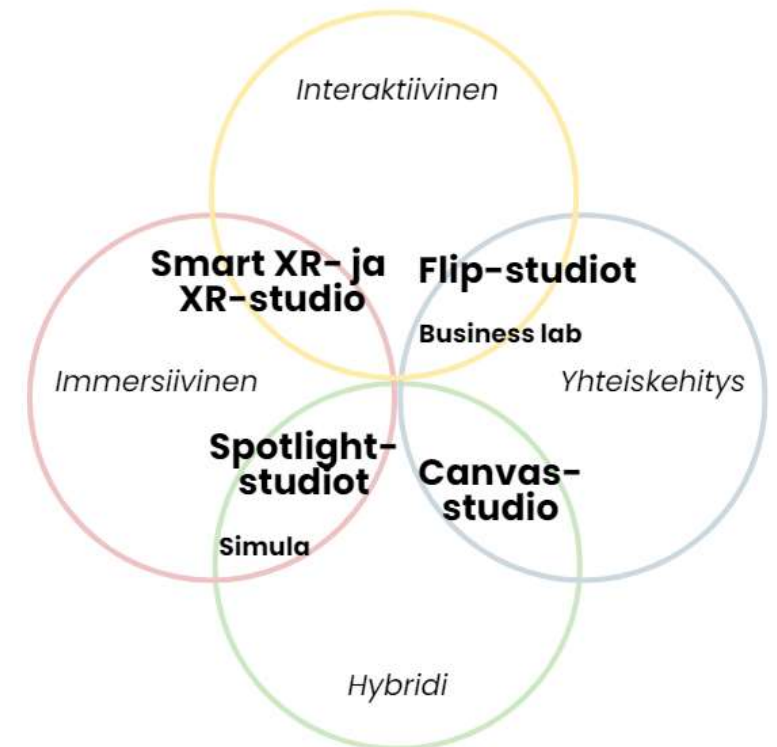 Interaktiivinen
Smart XR- ja
XR-studio
Flip-studiot
Business lab
Immersiivinen
Yhteiskehitys
Spotlight-
studiot
Simula
Canvas-
studio
Hybridi